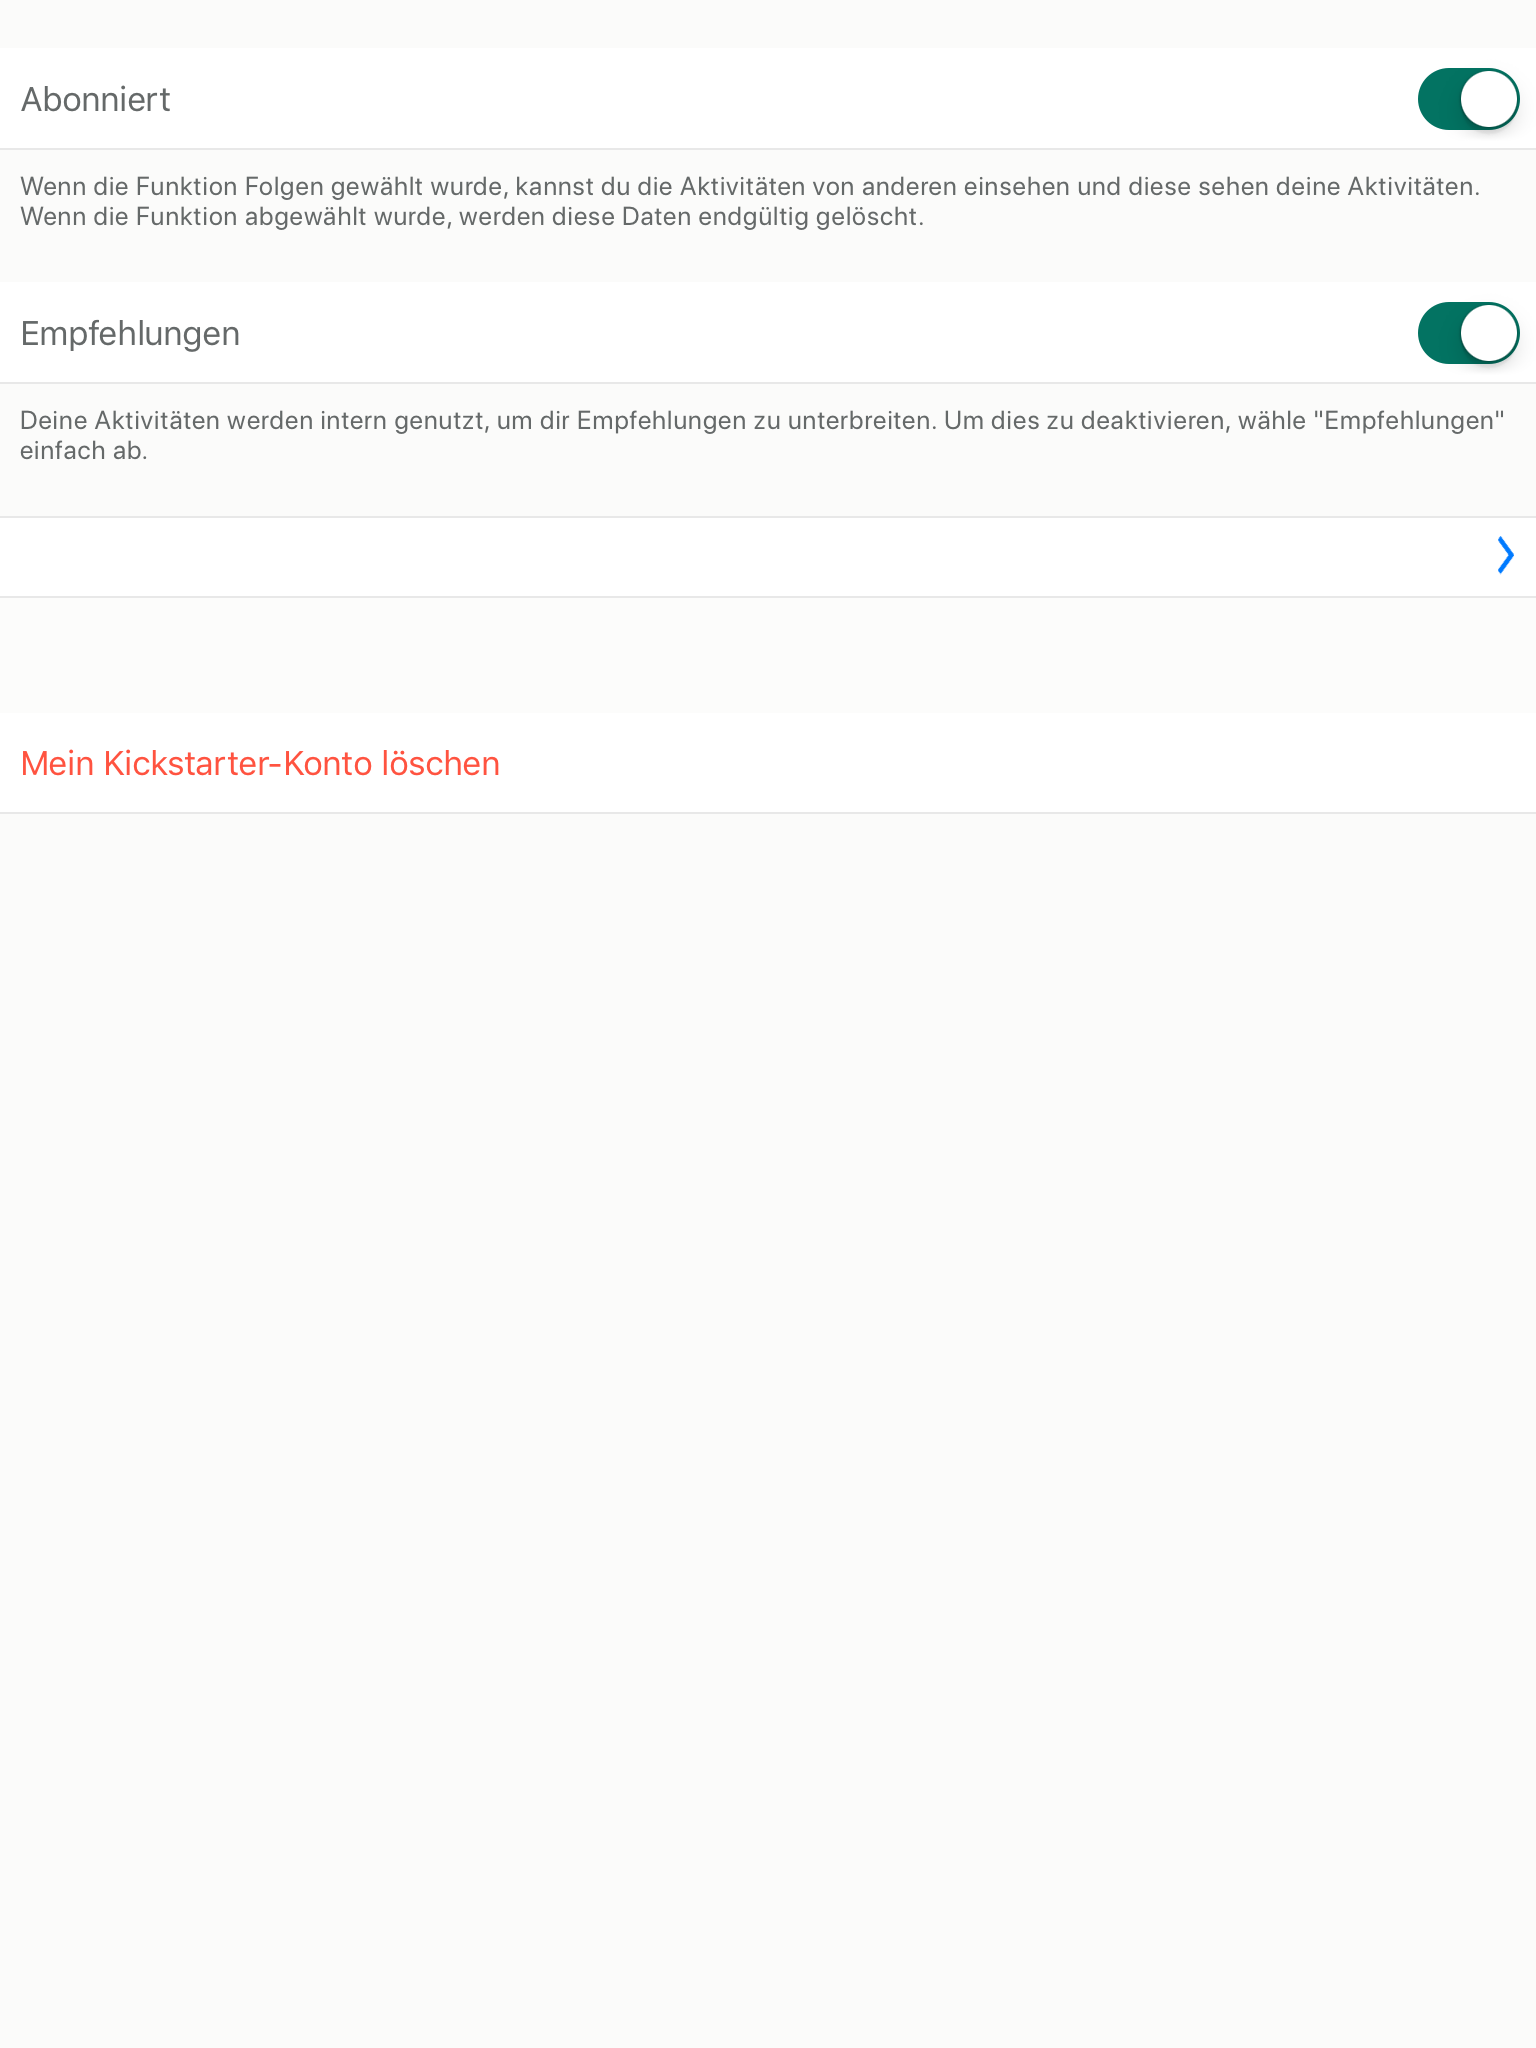 Abonniert
Wenn die Funktion Folgen gewählt wurde, kannst du die Aktivitäten von anderen einsehen und diese sehen deine Aktivitäten.
Wenn die Funktion abgewählt wurde, werden diese Daten endgültig gelöscht.
Empfehlungen
Deine Aktivitäten werden intern genutzt, um dir Empfehlungen zu unterbreiten. Um dies zu deaktivieren, wähle "Empfehlungen"
einfach ab.
Mein Kickstarter-Konto löschen